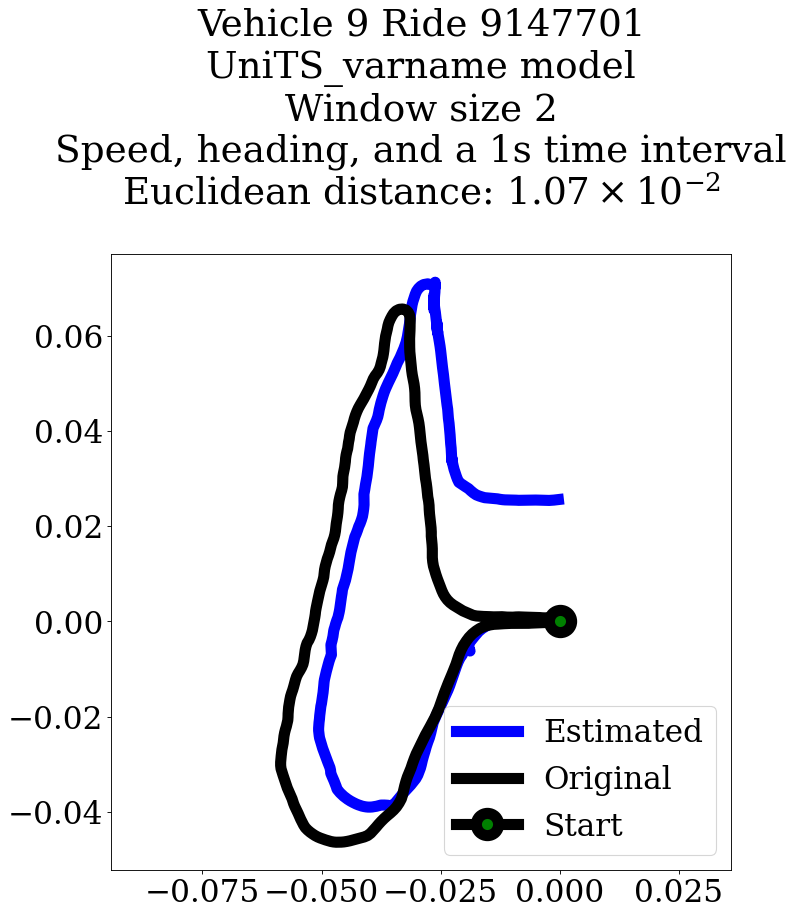 Vehicle 9 Ride 9147701
UniTS_varname model
Window size 2
Speed, heading, and a 1s time interval
Euclidean distance: 1.07 × 10⁻²
0.06
0.04
0.02
0.00
−0.02
−0.04
Estimated
Original
Start
−0.075 −0.050 −0.025 0.000 0.025